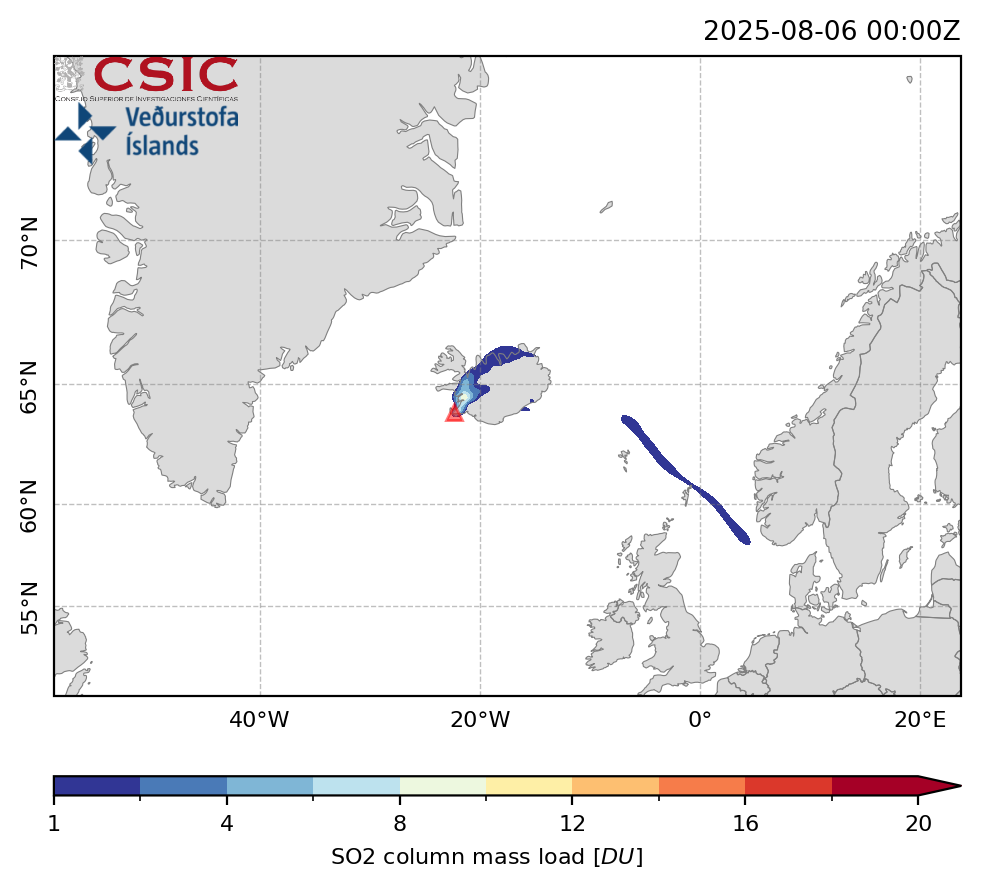 2025-08-06 00:00Z
CSIC
CONSEJO SUPERIOR DE INVESTIGACIONES CIENTÍFICAS
Veðurstofa
Íslands
70°N
65°N
60°N
55°N
40°W 20°W 0° 20°E
1 4 8 12 16 20
SO2 column mass load [DU]